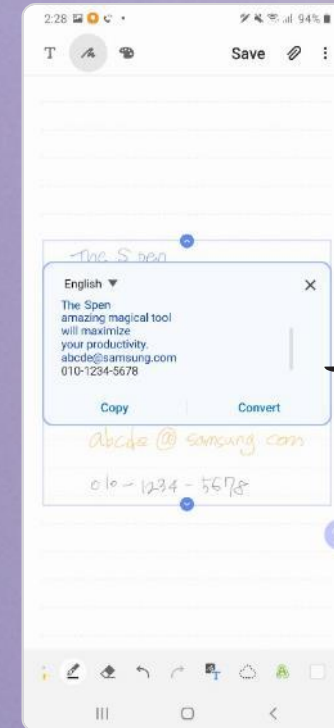 2:28 94%
T Save
The S pen
English ▼
The Spen
amazing magical tool
will maximize
your productivity.
abcde@samsung.com
010-1234-5678
Copy Convert
abcde @ samsung com
010-1234-5678